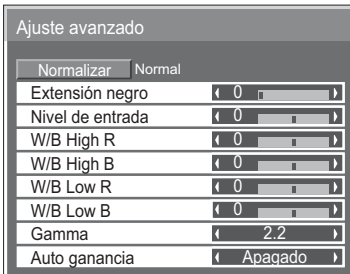 Ajuste avanzado
Normalizar Normal
Extensión negro 0
Nivel de entrada 0
W/B High R 0
W/B High B 0
W/B Low R 0
W/B Low B 0
Gamma 2.2
Auto ganancia Apagado